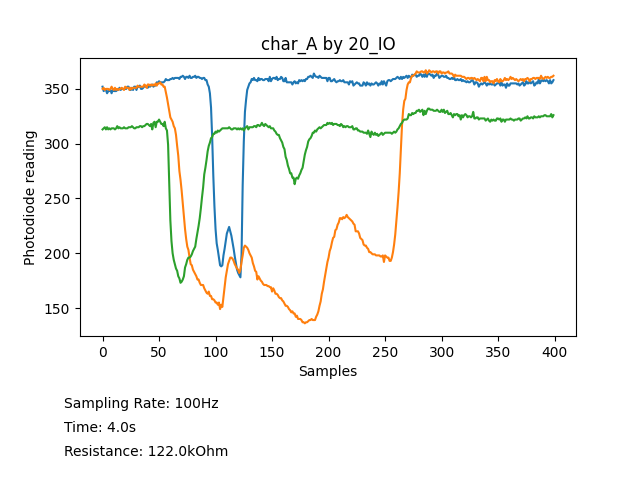 char_A by 20_IO
Photodiode reading
350
300
250
200
150
0 50 100 150 200 250 300 350 400
Samples
Sampling Rate: 100Hz
Time: 4.0s
Resistance: 122.0kOhm